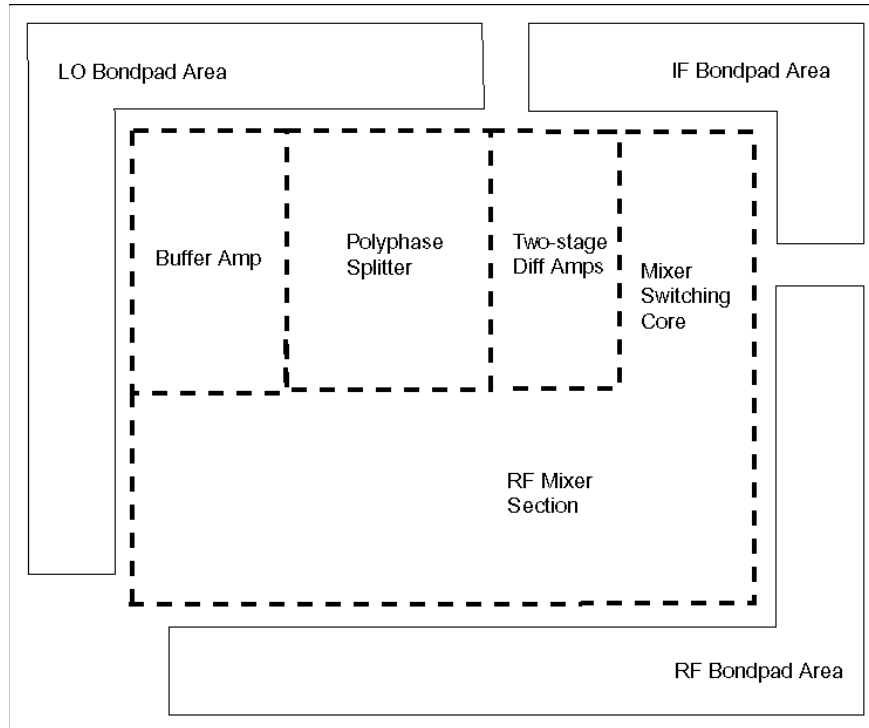 LO Bondpad Area
IF Bondpad Area
Buffer Amp
Polyphase
Splitter
Two-stage
Diff Amps
Mixer
Switching
Core
RF Mixer
Section
RF Bondpad Area